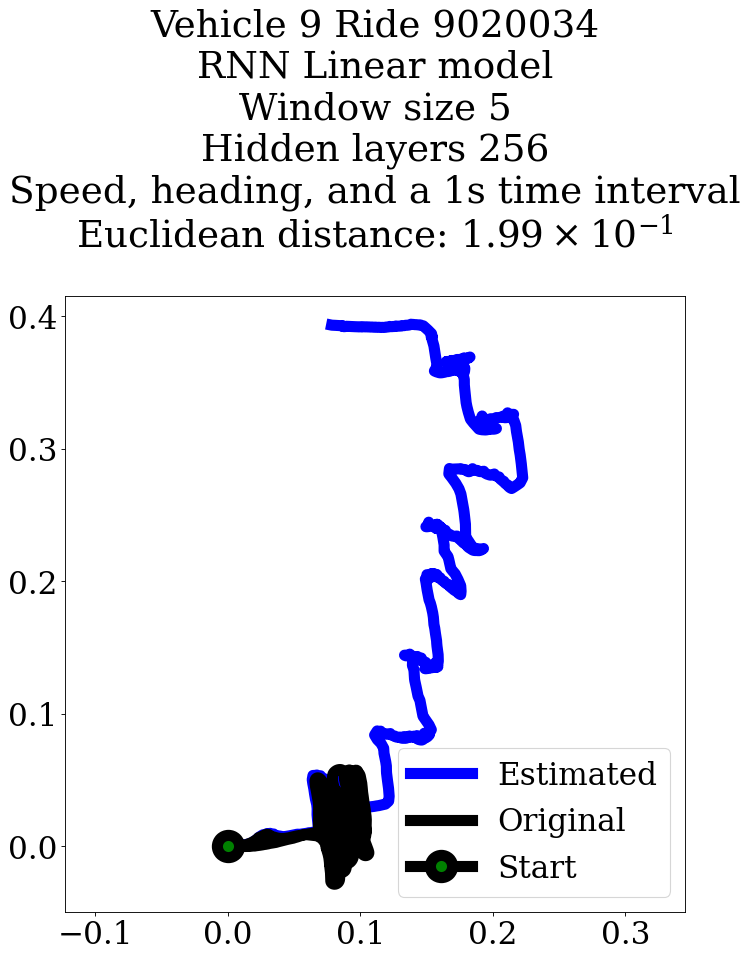 Vehicle 9 Ride 9020034
RNN Linear model
Window size 5
Hidden layers 256
Speed, heading, and a 1s time interval
Euclidean distance: 1.99 × 10⁻¹
0.4
0.3
0.2
0.1
0.0
Estimated
Original
Start
−0.1 0.0 0.1 0.2 0.3